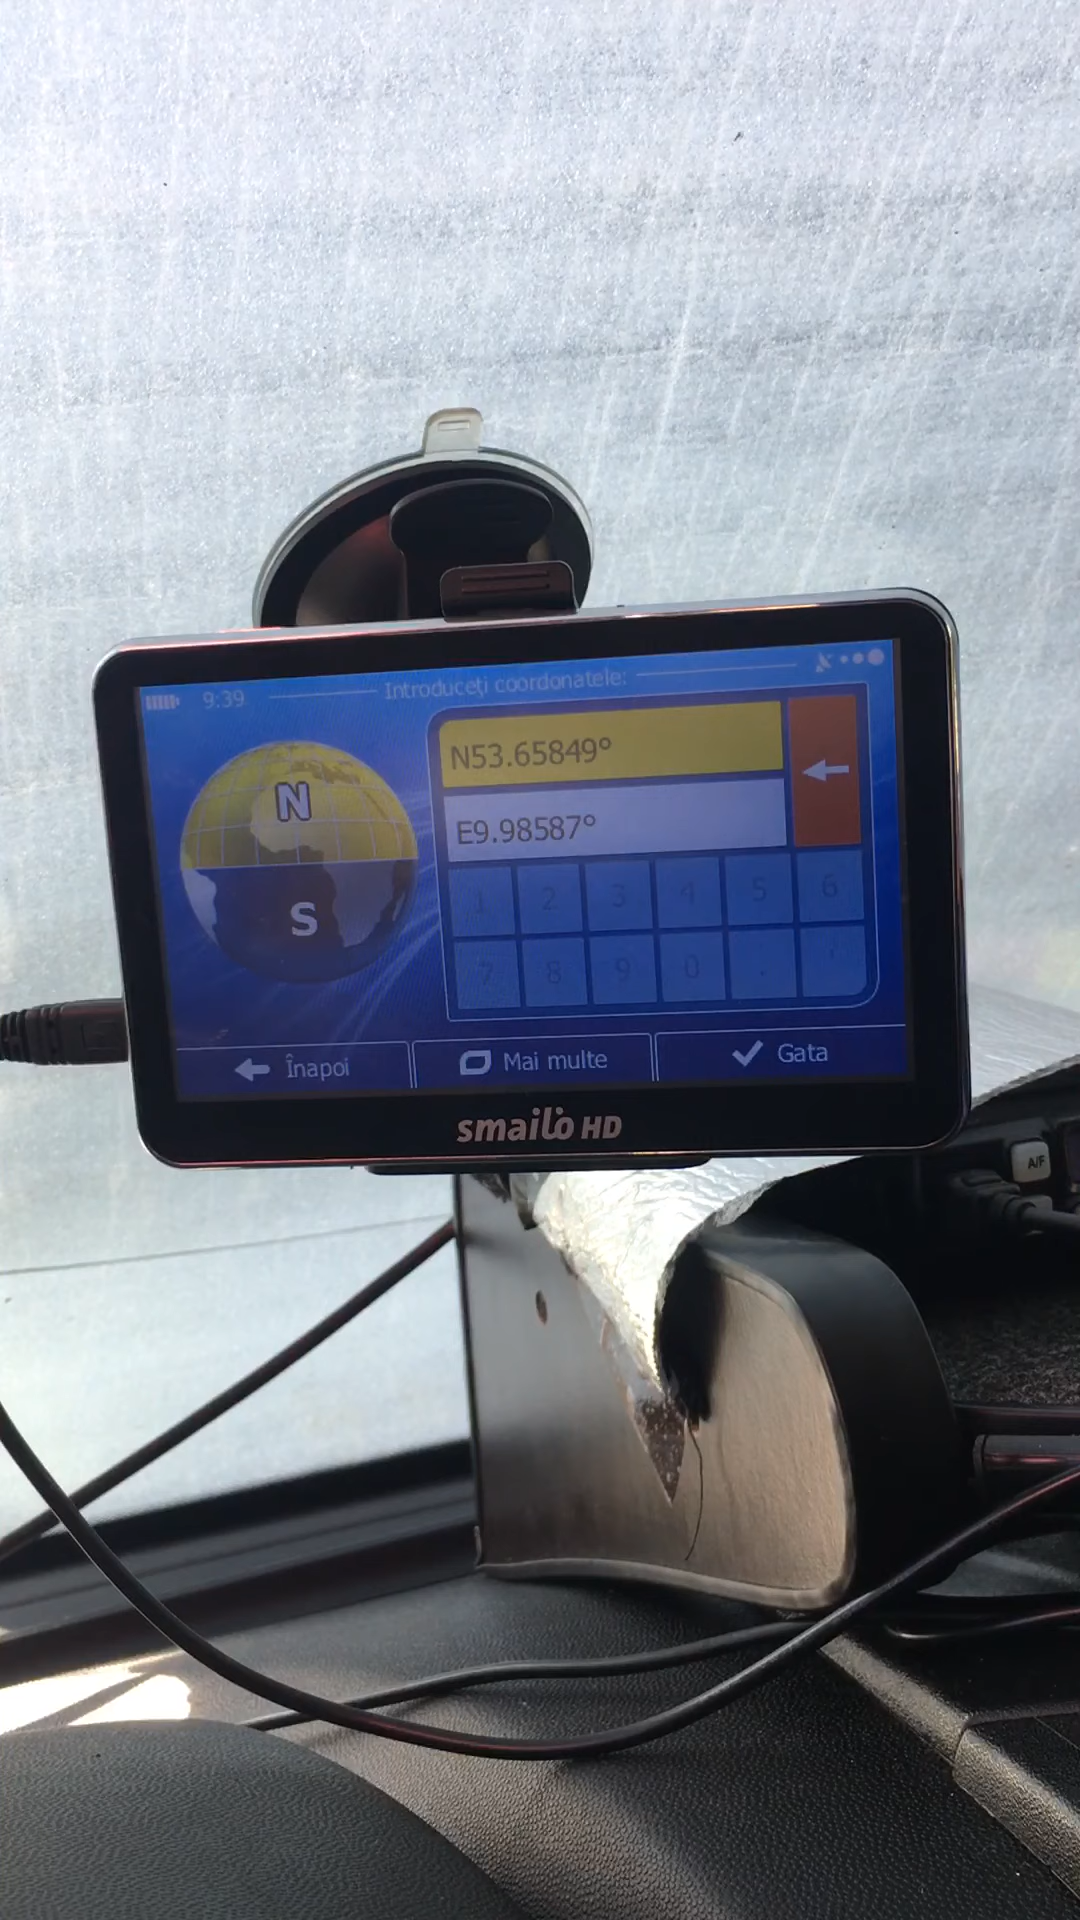 9:39 Introduceți coordonatele:
N
S
N53.65849°
E9.98587°
1 2 3 4 5 6
7 8 9 0 . '
Înapoi Mai multe Gata
smailo HD
A/F